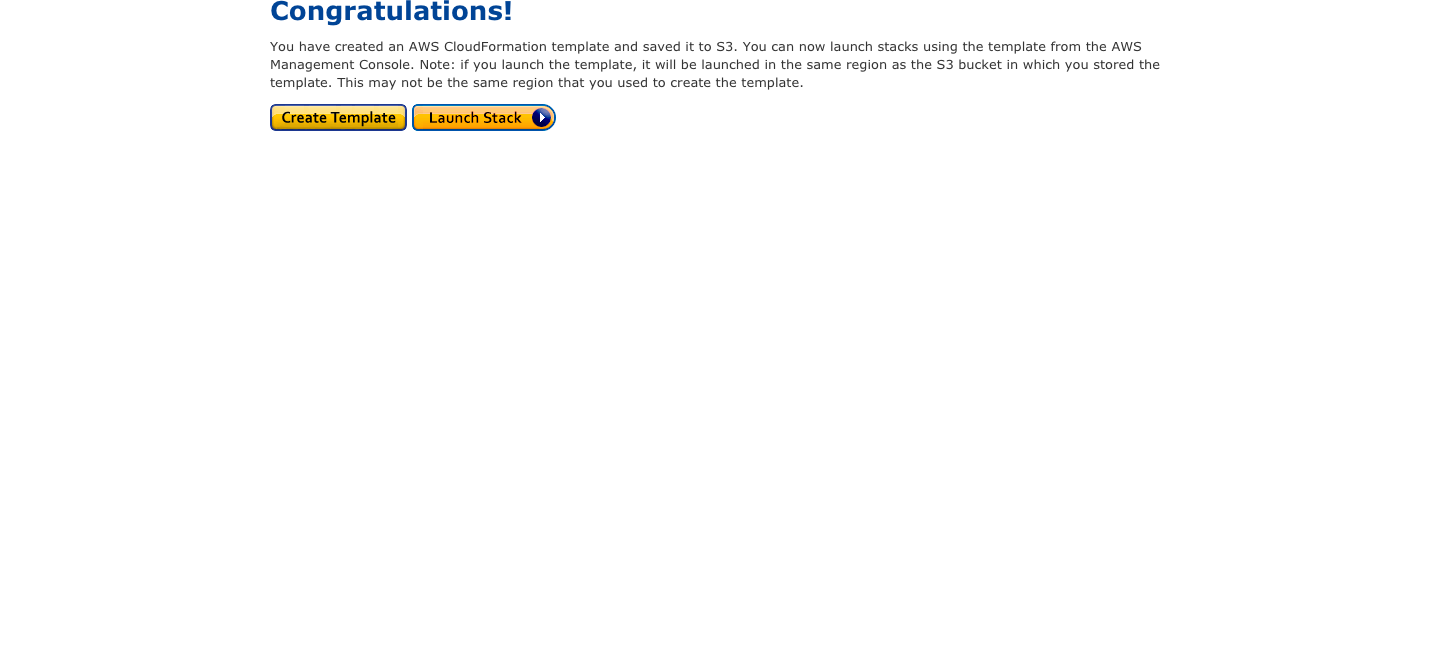 Congratulations!
You have created an AWS CloudFormation template and saved it to S3. You can now launch stacks using the template from the AWS
Management Console. Note: if you launch the template, it will be launched in the same region as the S3 bucket in which you stored the
template. This may not be the same region that you used to create the template.
Create Template Launch Stack